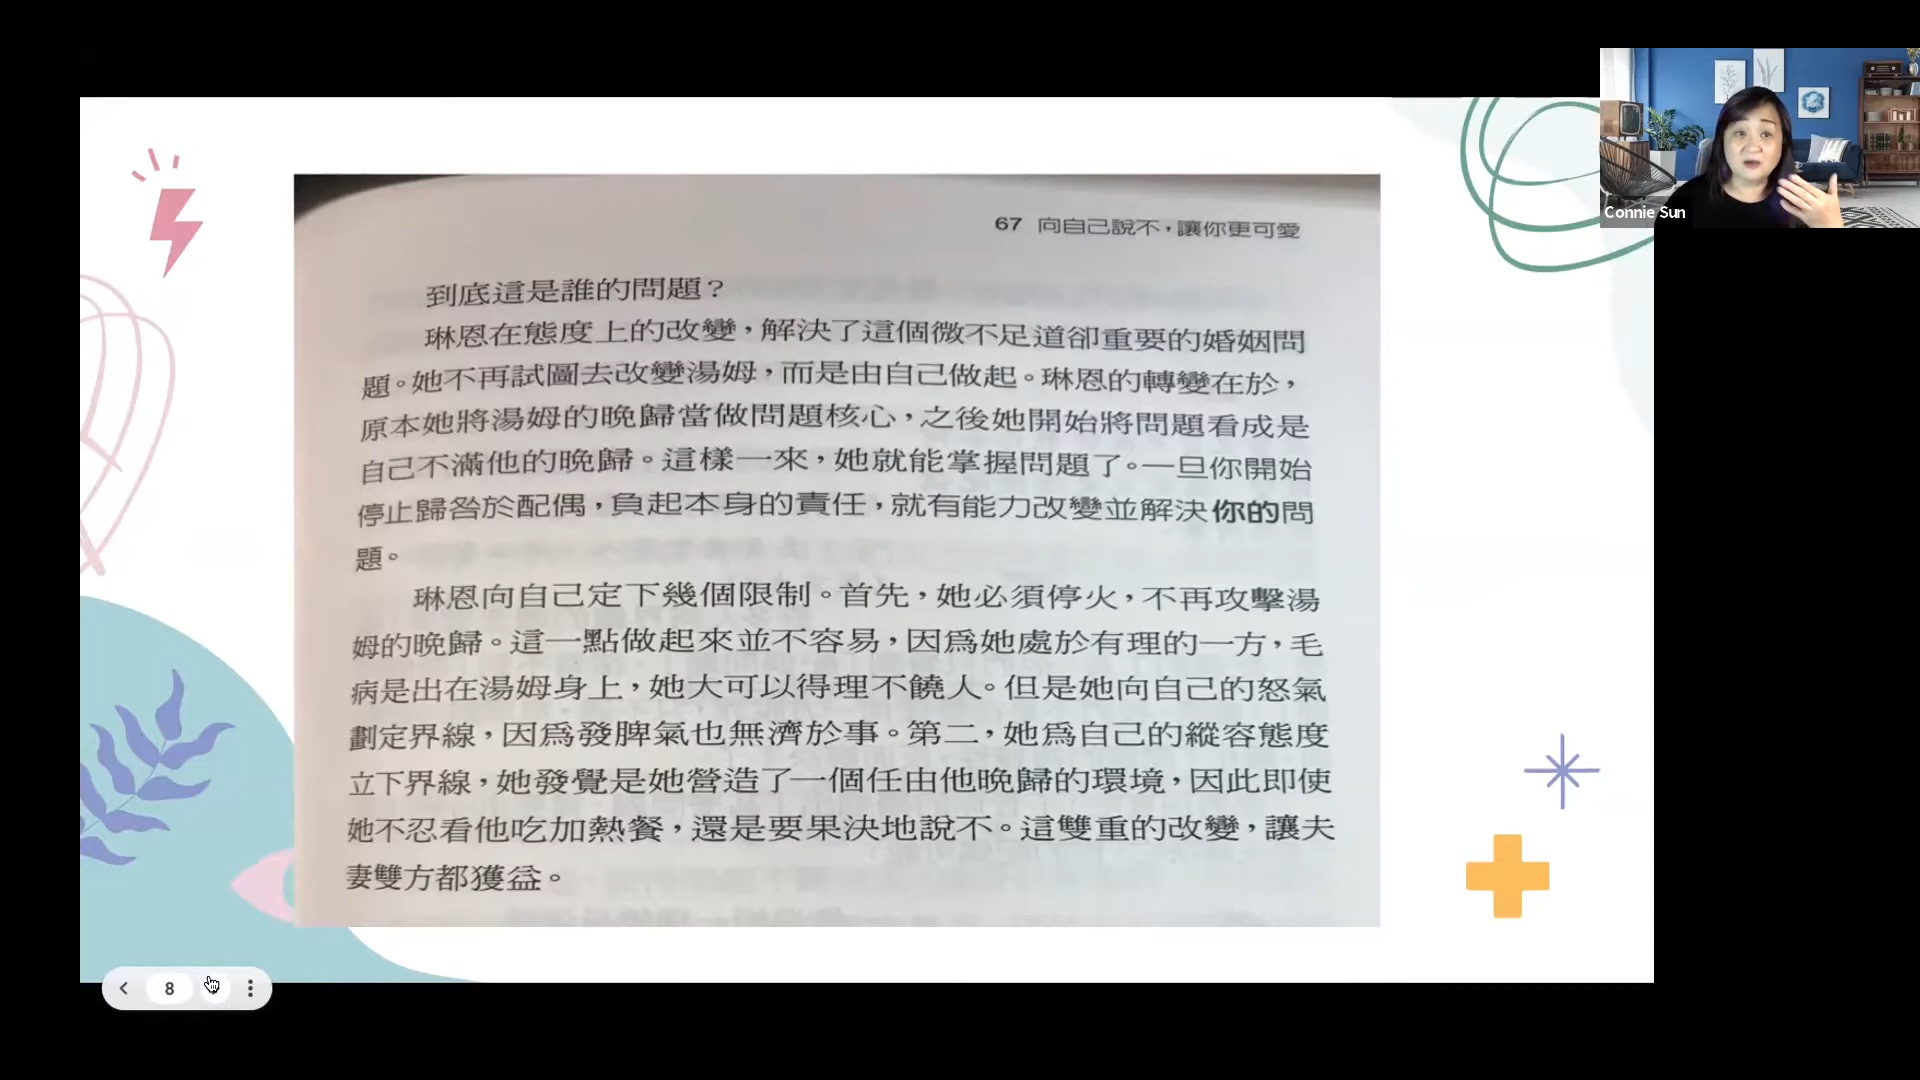 Connie Sun
67 向自己說不，讓你更可愛
到底這是誰的問題？
琳恩在態度上的改變，解決了這個微不足道卻重要的婚姻問
題。她不再試圖去改變湯姆，而是由自己做起。琳恩的轉變在於，
原本她將湯姆的晚歸當做問題核心，之後她開始將問題看成是
自己不滿他的晚歸。這樣一來，她就能掌握問題了。一旦你開始
停止歸咎於配偶，負起本身的責任，就有能力改變並解決你的問
題。
琳恩向自己定下幾個限制。首先，她必須停火，不再攻擊湯
姆的晚歸。這一點做起來並不容易，因爲她處於有理的一方，毛
病是出在湯姆身上，她大可以得理不饒人。但是她向自己的怒氣
劃定界線，因爲發脾氣也無濟於事。第二，她爲自己的縱容態度
立下界線，她發覺是她營造了一個任由他晚歸的環境，因此即使
她不忍看他吃加熱餐，還是要果決地說不。這雙重的改變，讓夫
妻雙方都獲益。
8